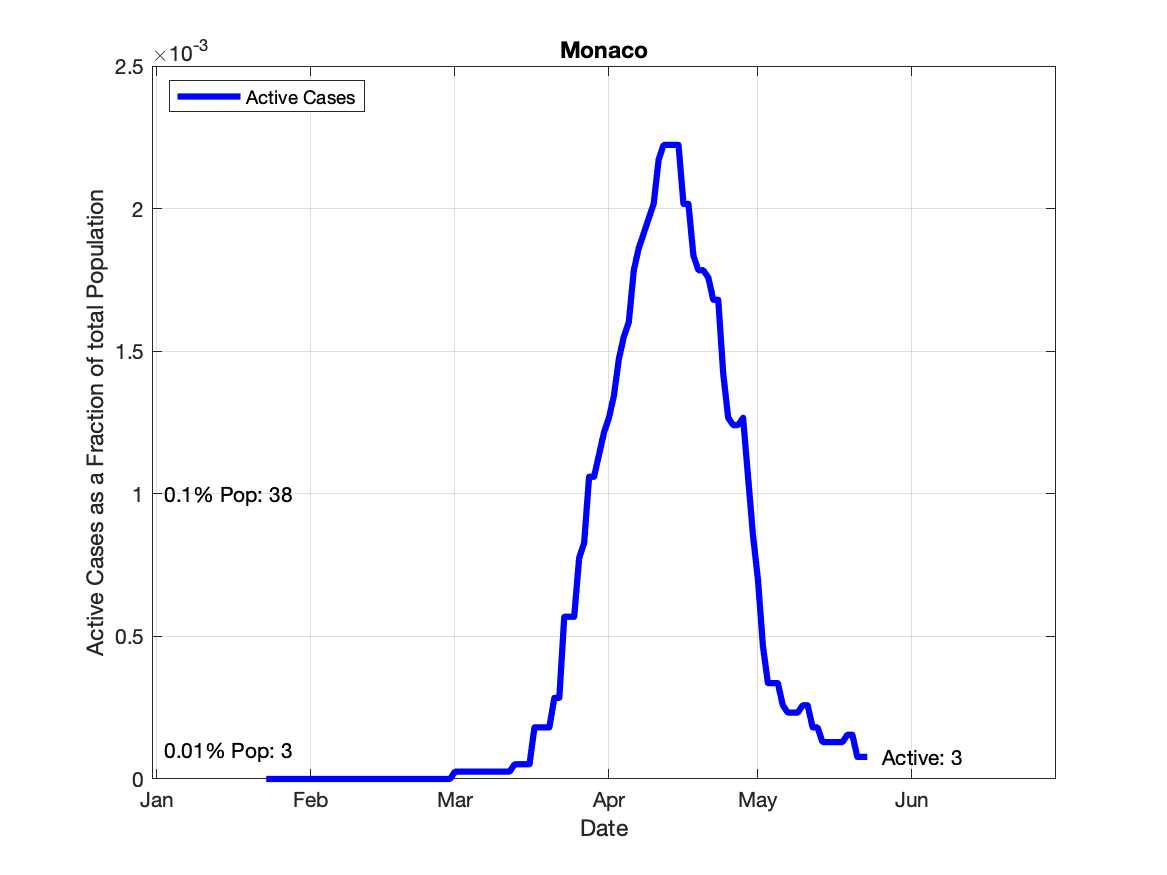 Monaco
×10-3
2.5
2
1.5
1
0.5
0
Active Cases
0.1% Pop: 38
0.01% Pop: 3
Active: 3
Active Cases as a Fraction of total Population
Jan Feb Mar Apr May Jun
Date